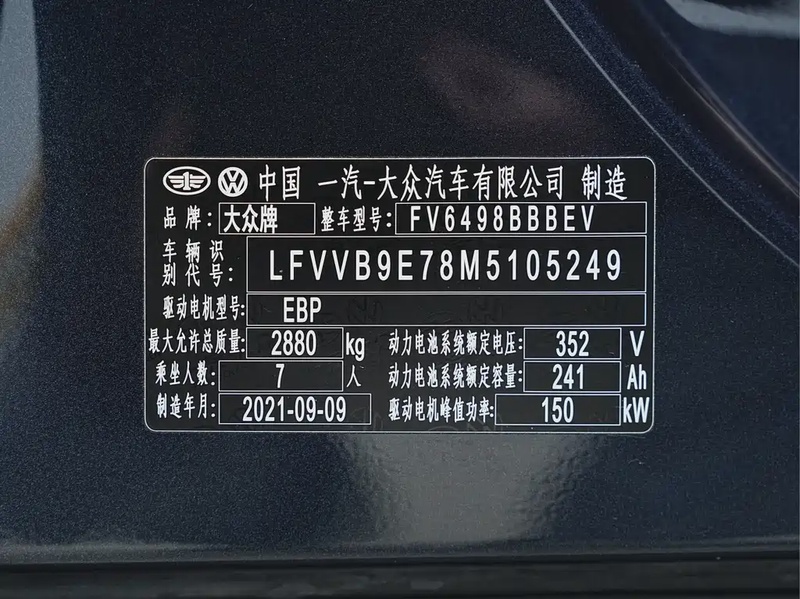 中国 一汽-大众汽车有限公司 制造
品牌: 大众牌 整车型号: FV6498BBBEV
车辆识别代号: LFVVB9E78M5105249
驱动电机型号: EBP
最大允许总质量: 2880 kg 动力电池系统额定电压: 352 V
乘坐人数: 7 人 动力电池系统额定容量: 241 Ah
制造年月: 2021-09-09 驱动电机峰值功率: 150 kW